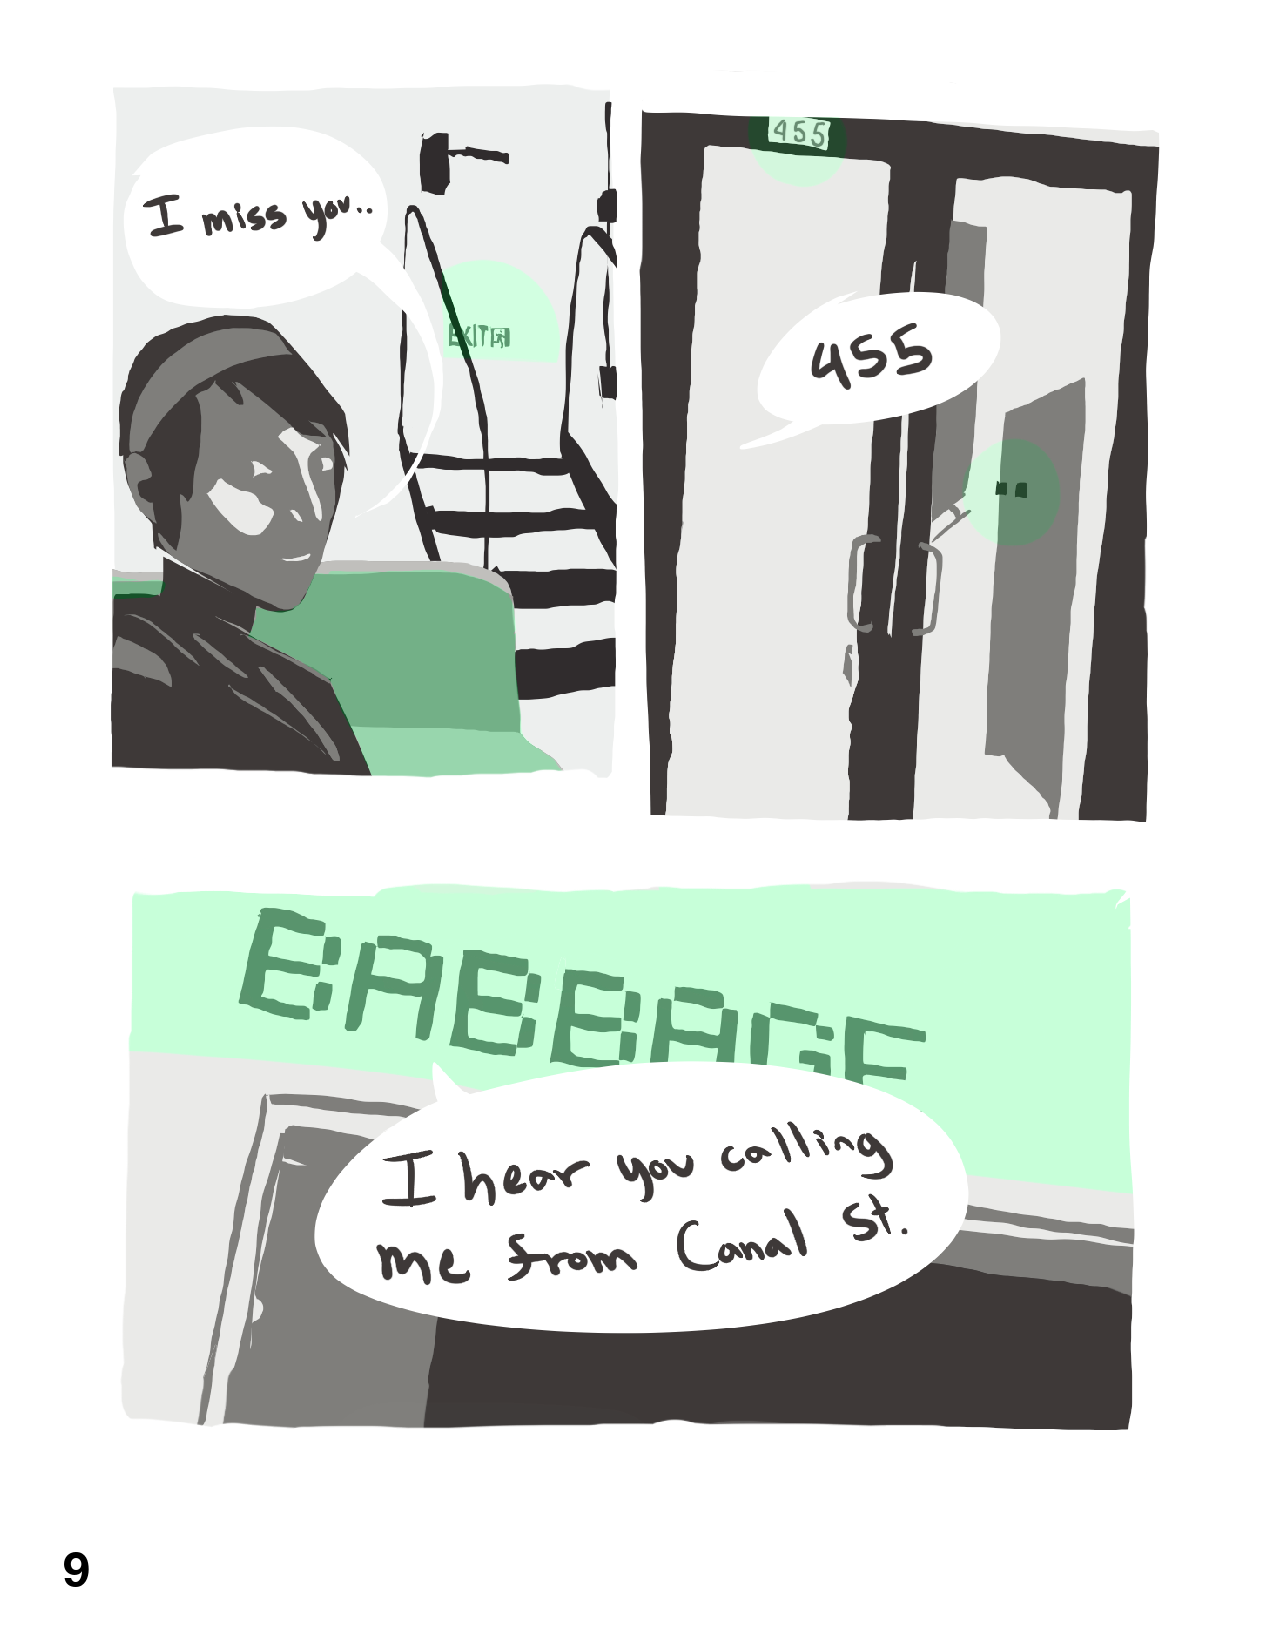 I miss you..
EXIT
455
455
BABBAGE
I hear you calling
me from Canal St.
9